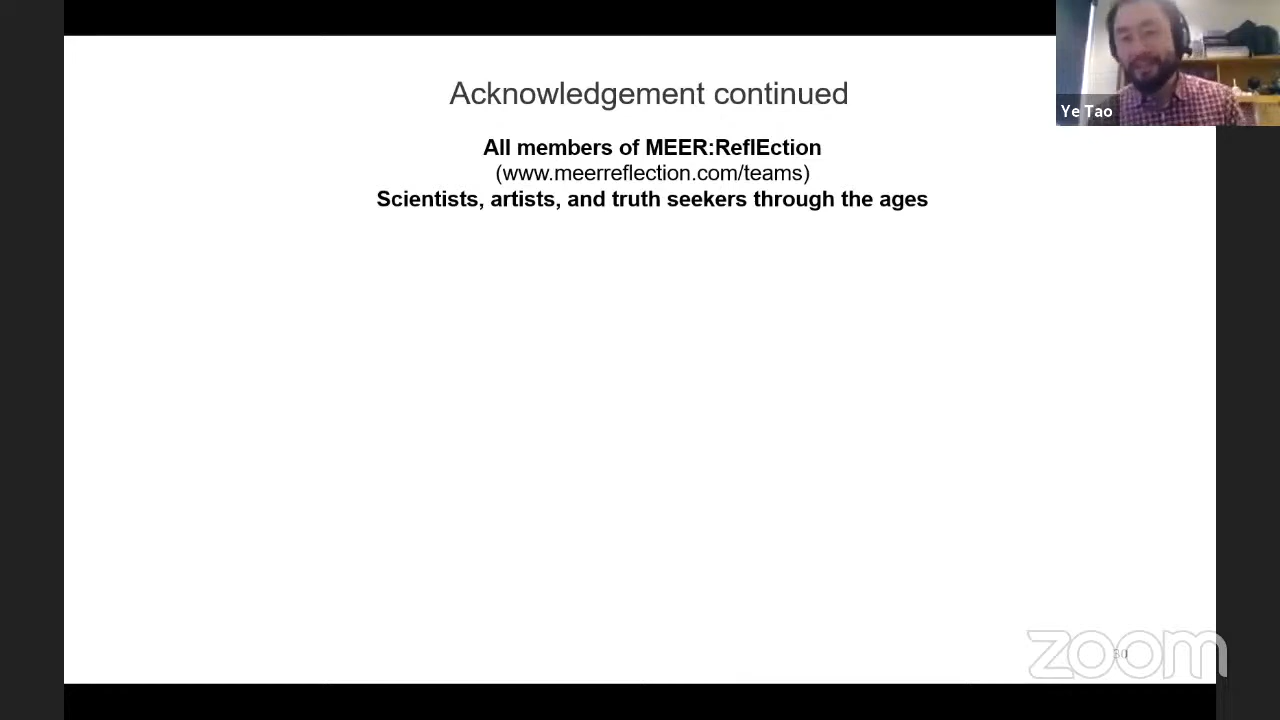 Acknowledgement continued
All members of MEER:ReflEction
(www.meerreflection.com/teams)
Scientists, artists, and truth seekers through the ages
Ye Tao
zoom
30